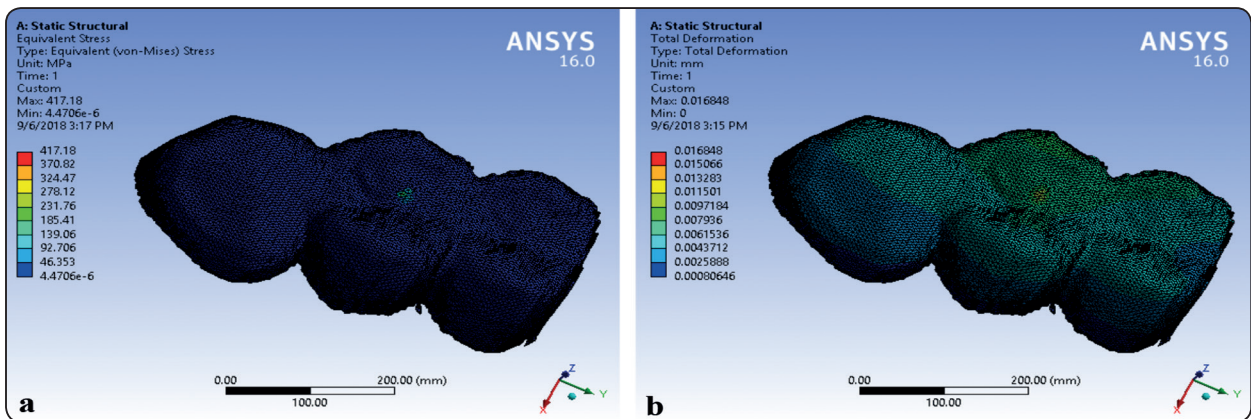 A: Static Structural
Equivalent Stress
Type: Equivalent (von-Mises) Stress
Unit: MPa
Time: 1
Custom
Max: 417.18
Min: 4.4706e-6
9/6/2018 3:17 PM
417.18
370.82
324.47
278.12
231.76
185.41
139.06
92.706
46.353
4.4706e-6
ANSYS
16.0
0.00
200.00 (mm)
100.00
Z
Y
X
a
A: Static Structural
Total Deformation
Type: Total Deformation
Unit: mm
Time: 1
Custom
Max: 0.016848
Min: 0
9/6/2018 3:15 PM
0.016848
0.015066
0.013283
0.011501
0.0097184
0.007936
0.0061536
0.0043712
0.0025888
0.00080646
ANSYS
16.0
0.00
200.00 (mm)
100.00
Z
Y
X
b